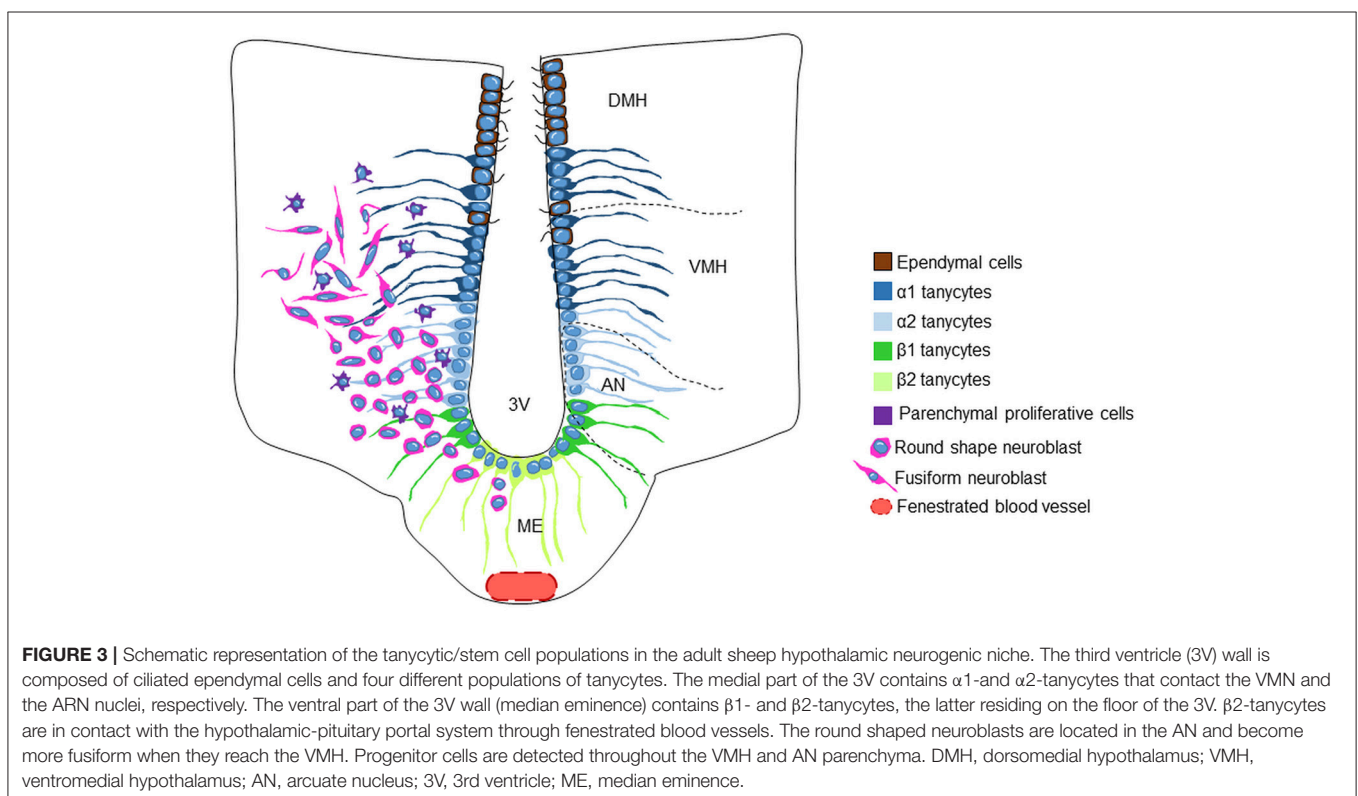 DMH
VMH
AN
3V
ME
Ependymal cells
α1 tanycytes
α2 tanycytes
β1 tanycytes
β2 tanycytes
Parenchymal proliferative cells
Round shape neuroblast
Fusiform neuroblast
Fenestrated blood vessel
FIGURE 3 | Schematic representation of the tanycytic/stem cell populations in the adult sheep hypothalamic neurogenic niche. The third ventricle (3V) wall is
composed of ciliated ependymal cells and four different populations of tanycytes. The medial part of the 3V contains α1-and α2-tanycytes that contact the VMN and
the ARN nuclei, respectively. The ventral part of the 3V wall (median eminence) contains β1- and β2-tanycytes, the latter residing on the floor of the 3V. β2-tanycytes
are in contact with the hypothalamic-pituitary portal system through fenestrated blood vessels. The round shaped neuroblasts are located in the AN and become
more fusiform when they reach the VMH. Progenitor cells are detected throughout the VMH and AN parenchyma. DMH, dorsomedial hypothalamus; VMH,
ventromedial hypothalamus; AN, arcuate nucleus; 3V, 3rd ventricle; ME, median eminence.